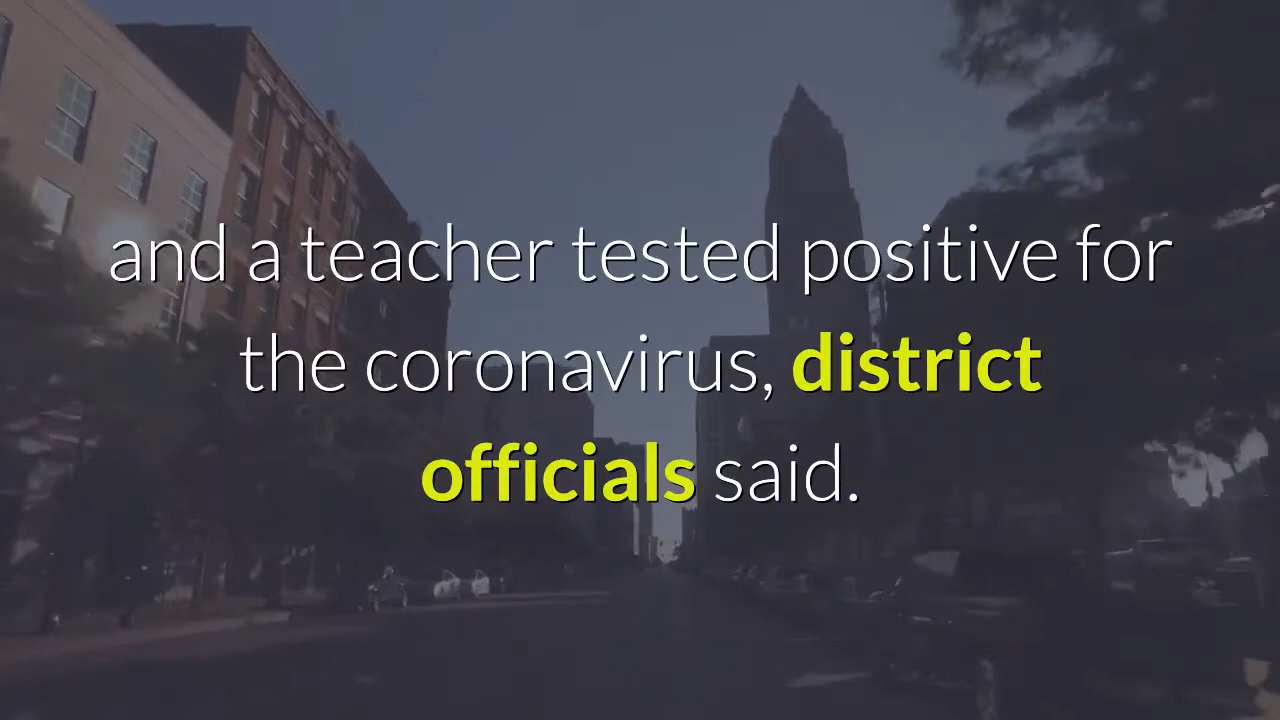 and a teacher tested positive for
the coronavirus, district
officials said.